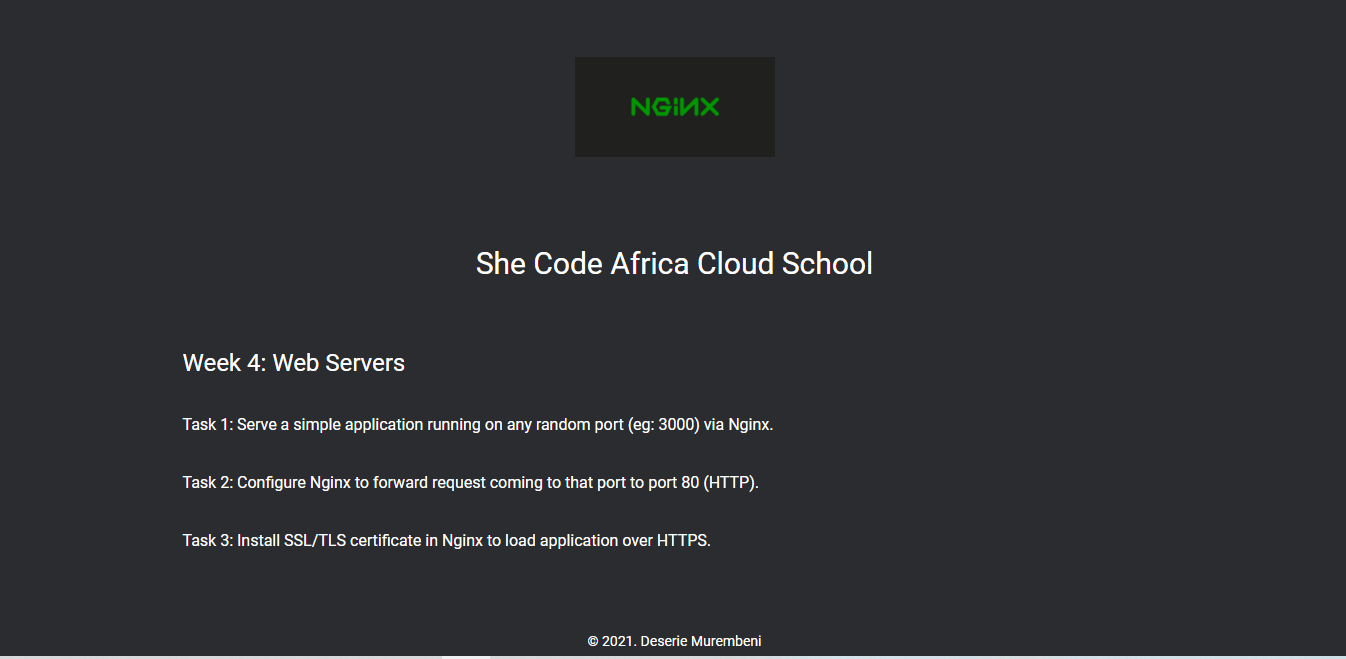 NGINX
She Code Africa Cloud School
Week 4: Web Servers
Task 1: Serve a simple application running on any random port (eg: 3000) via Nginx.
Task 2: Configure Nginx to forward request coming to that port to port 80 (HTTP).
Task 3: Install SSL/TLS certificate in Nginx to load application over HTTPS.
© 2021. Deserie Murembeni